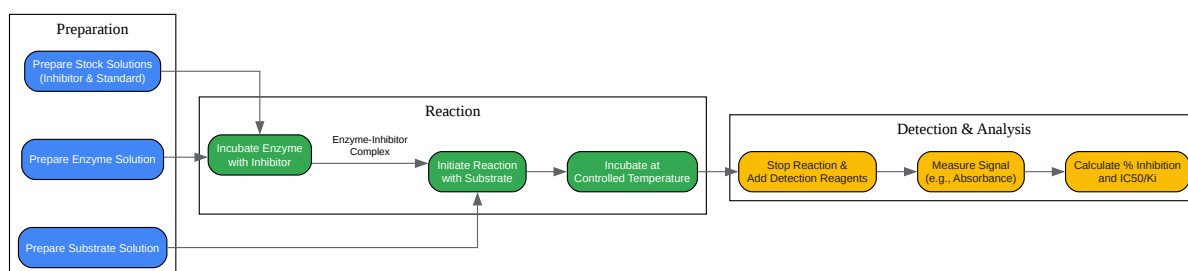 Preparation
Prepare Stock Solutions
(Inhibitor & Standard)
Prepare Enzyme Solution
Prepare Substrate Solution
Reaction
Incubate Enzyme
with Inhibitor
Enzyme-Inhibitor
Complex
Initiate Reaction
with Substrate
Incubate at
Controlled Temperature
Detection & Analysis
Stop Reaction &
Add Detection Reagents
Measure Signal
(e.g., Absorbance)
Calculate % Inhibition
and IC50/Ki